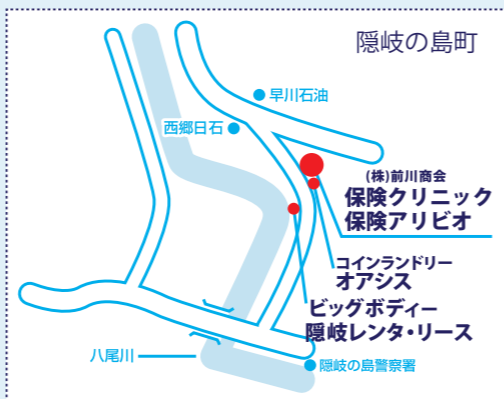 隠岐の島町
早川石油
西郷日石
(株)前川商会
保険クリニック
保険アリビオ
コインランドリー
オアシス
ビッグボディー
隠岐レンタ・リース
八尾川
隠岐の島警察署